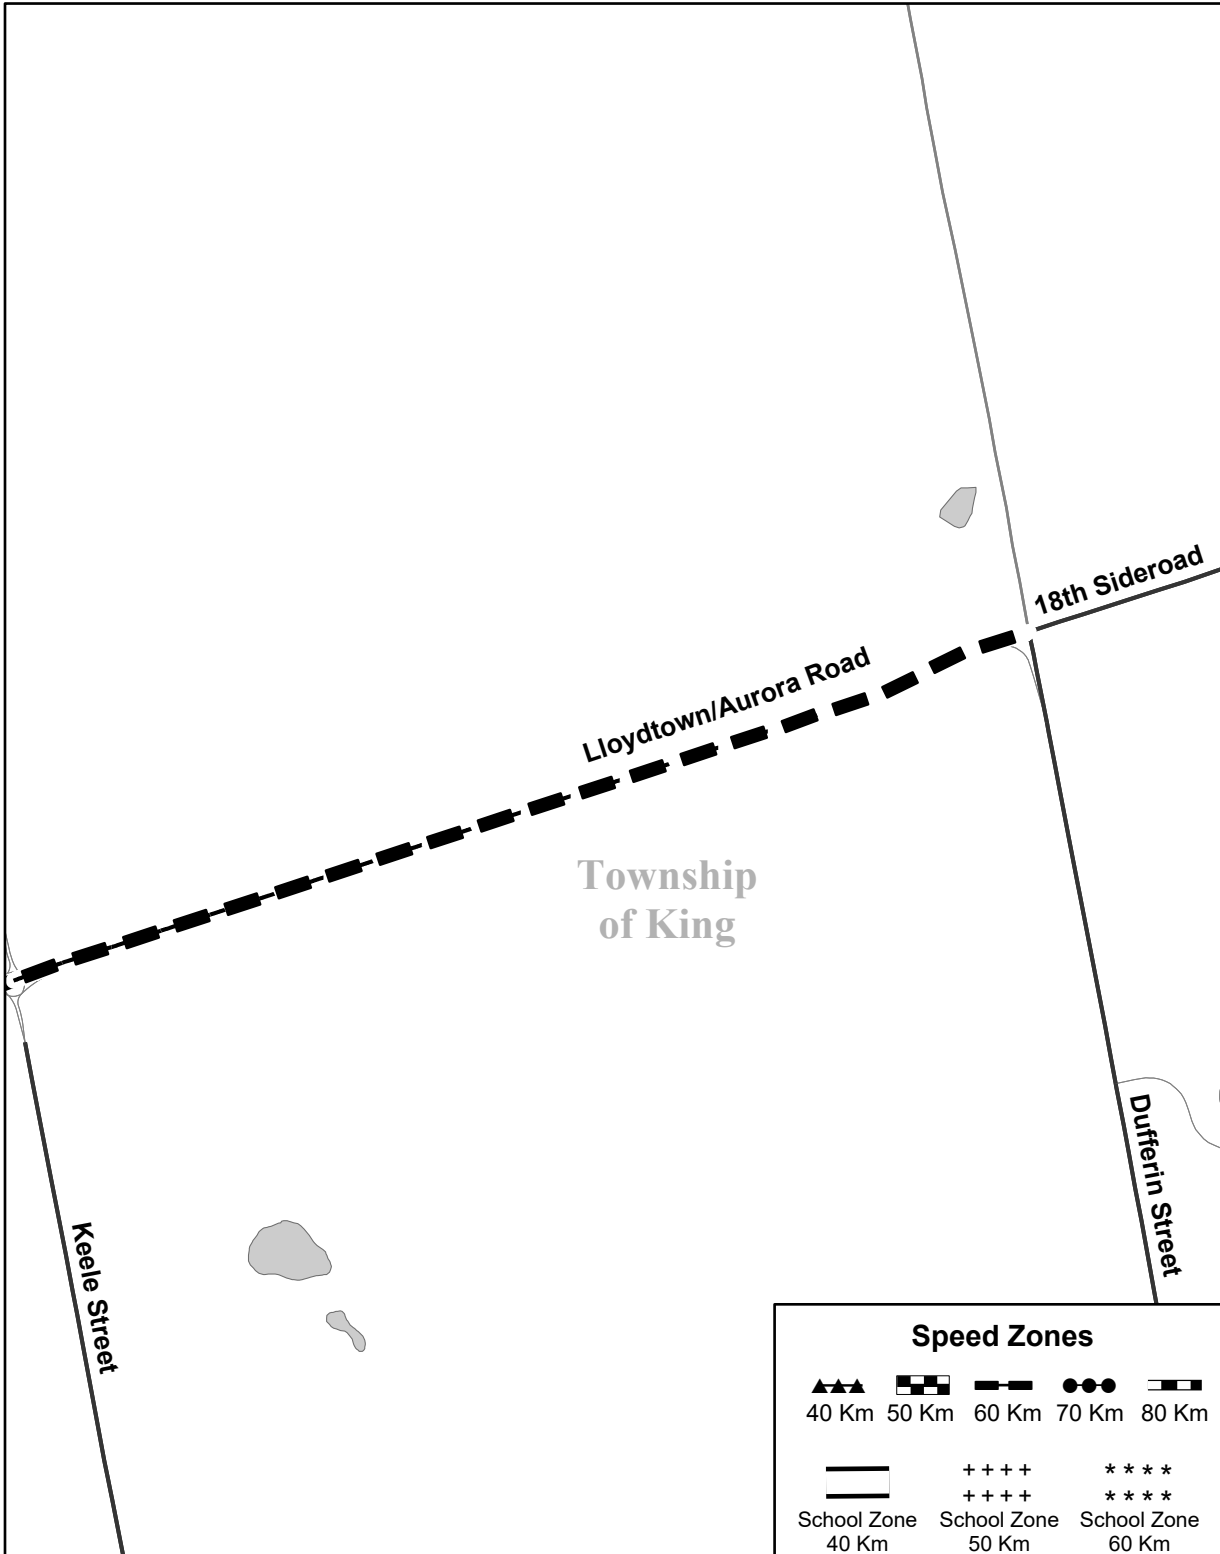 18th Sideroad
Lloydtown/Aurora Road
Township
of King
Dufferin Street
Keele Street
Speed Zones
40 Km 50 Km 60 Km 70 Km 80 Km
+ + + + * * * *
+ + + + * * * *
School Zone School Zone School Zone
40 Km 50 Km 60 Km